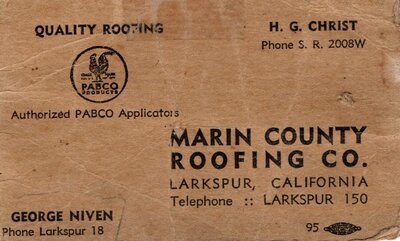 QUALITY ROOFING
H. G. CHRIST
Phone S. R. 2008W
PABCO
PRODUCTS
Authorized PABCO Applicators
MARIN COUNTY
ROOFING CO.
LARKSPUR, CALIFORNIA
Telephone :: LARKSPUR 150
GEORGE NIVEN
Phone Larkspur 18
95